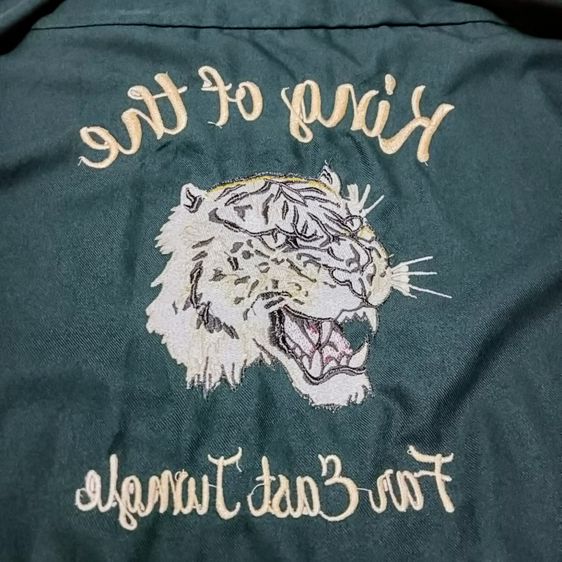 King of the
Far East Jungle